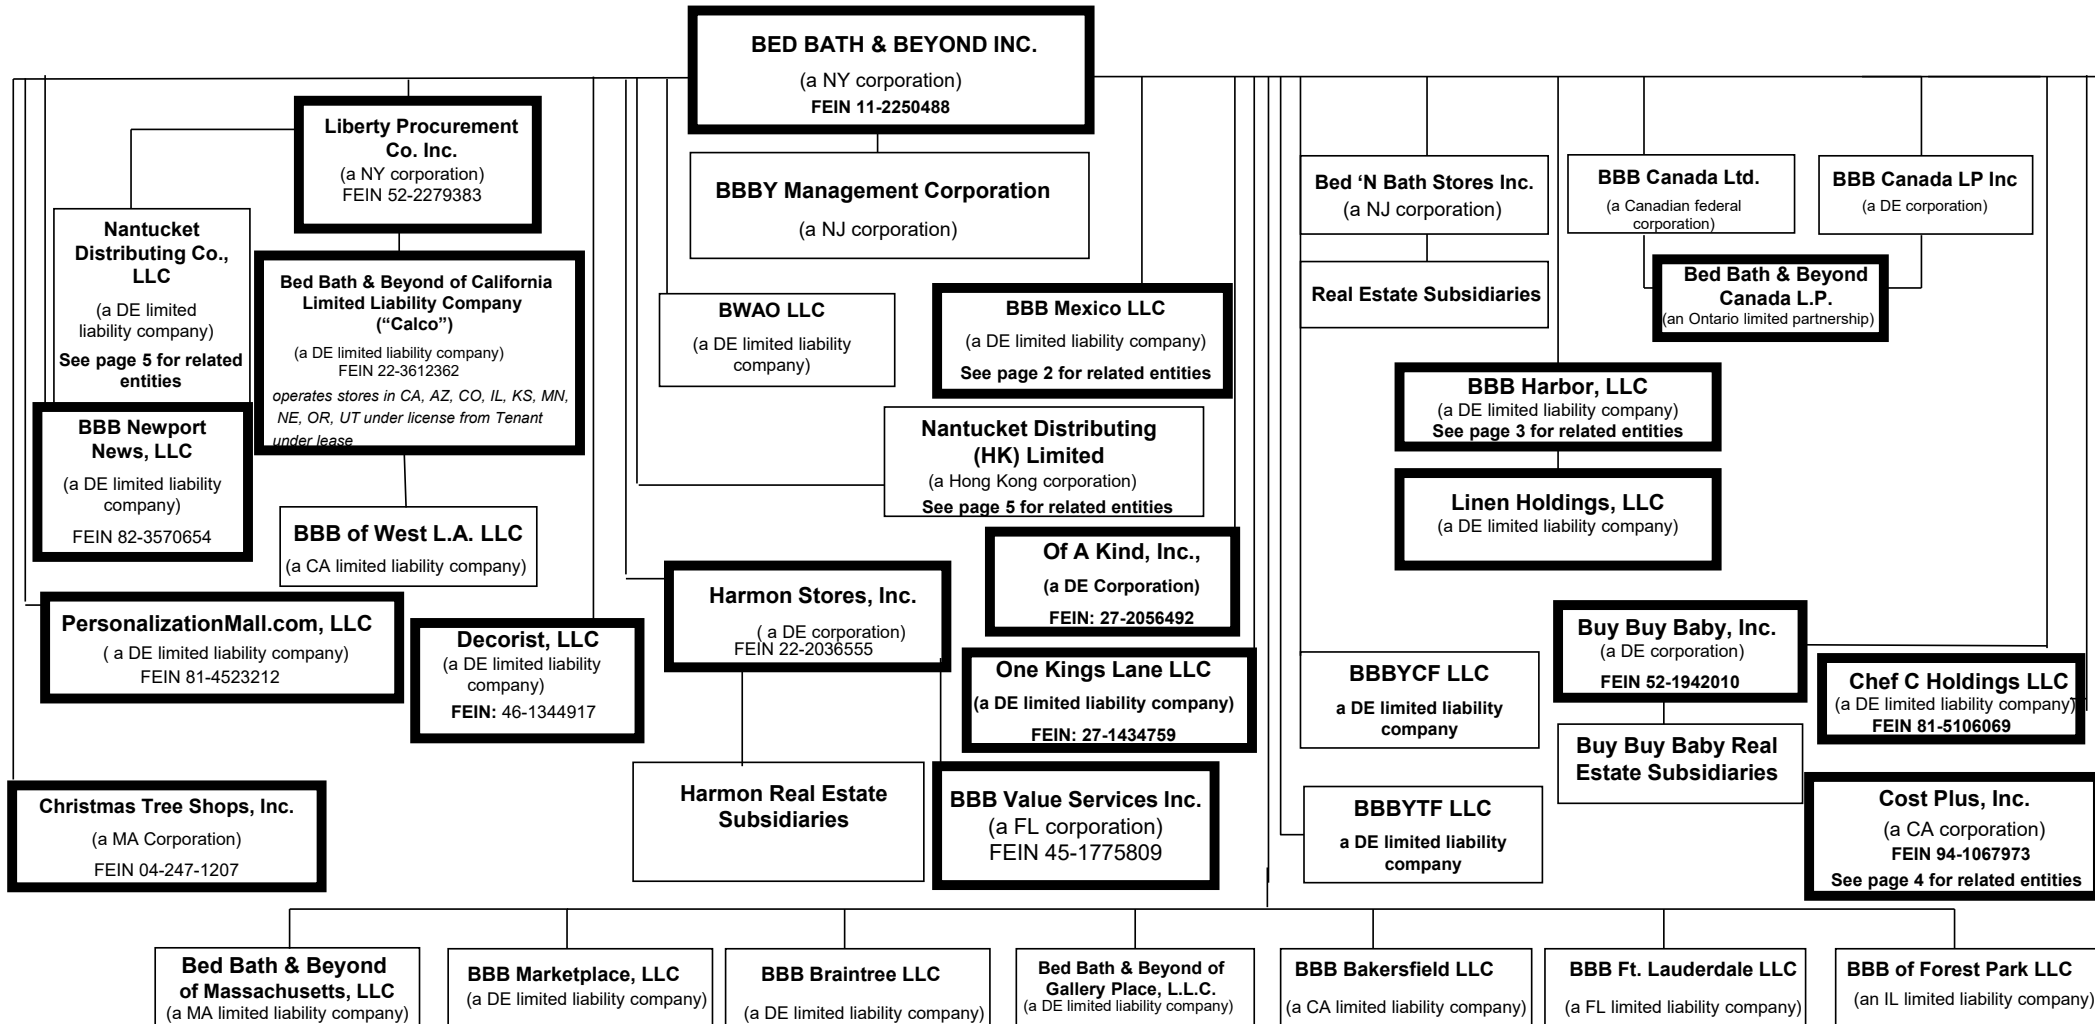 BED BATH & BEYOND INC.
(a NY corporation)
FEIN 11-2250488
Liberty Procurement
Co. Inc.
(a NY corporation)
FEIN 52-2279383
BBBY Management Corporation
(a NJ corporation)
Bed ‘N Bath Stores Inc.
(a NJ corporation)
BBB Canada Ltd.
(a Canadian federal
corporation)
BBB Canada LP Inc
(a DE corporation)
Nantucket
Distributing Co.,
LLC
(a DE limited
liability company)
See page 5 for related
entities
Bed Bath & Beyond of California
Limited Liability Company
(“Calco”)
(a DE limited liability company)
FEIN 22-3612362
operates stores in CA, AZ, CO, IL, KS, MN,
NE, OR, UT under license from Tenant
under lease
BWAO LLC
(a DE limited liability
company)
BBB Mexico LLC
(a DE limited liability company)
See page 2 for related entities
Real Estate Subsidiaries
Bed Bath & Beyond
Canada L.P.
(an Ontario limited partnership)
BBB Harbor, LLC
(a DE limited liability company)
See page 3 for related entities
BBB Newport
News, LLC
(a DE limited liability
company)
FEIN 82-3570654
Nantucket Distributing
(HK) Limited
(a Hong Kong corporation)
See page 5 for related entities
Linen Holdings, LLC
(a DE limited liability company)
BBB of West L.A. LLC
(a CA limited liability company)
Of A Kind, Inc.,
(a DE Corporation)
FEIN: 27-2056492
Harmon Stores, Inc.
( a DE corporation)
FEIN 22-2036555
PersonalizationMall.com, LLC
( a DE limited liability company)
FEIN 81-4523212
Decorist, LLC
(a DE limited liability
company)
FEIN: 46-1344917
One Kings Lane LLC
(a DE limited liability company)
FEIN: 27-1434759
BBBYCF LLC
a DE limited liability
company
Buy Buy Baby, Inc.
(a DE corporation)
FEIN 52-1942010
Chef C Holdings LLC
(a DE limited liability company)
FEIN 81-5106069
Buy Buy Baby Real
Estate Subsidiaries
Christmas Tree Shops, Inc.
(a MA Corporation)
FEIN 04-247-1207
Harmon Real Estate
Subsidiaries
BBB Value Services Inc.
(a FL corporation)
FEIN 45-1775809
BBBYTF LLC
a DE limited liability
company
Cost Plus, Inc.
(a CA corporation)
FEIN 94-1067973
See page 4 for related entities
Bed Bath & Beyond
of Massachusetts, LLC
(a MA limited liability company)
BBB Marketplace, LLC
(a DE limited liability company)
BBB Braintree LLC
(a DE limited liability company)
Bed Bath & Beyond of
Gallery Place, L.L.C.
(a DE limited liability company)
BBB Bakersfield LLC
(a CA limited liability company)
BBB Ft. Lauderdale LLC
(a FL limited liability company)
BBB of Forest Park LLC
(an IL limited liability company)